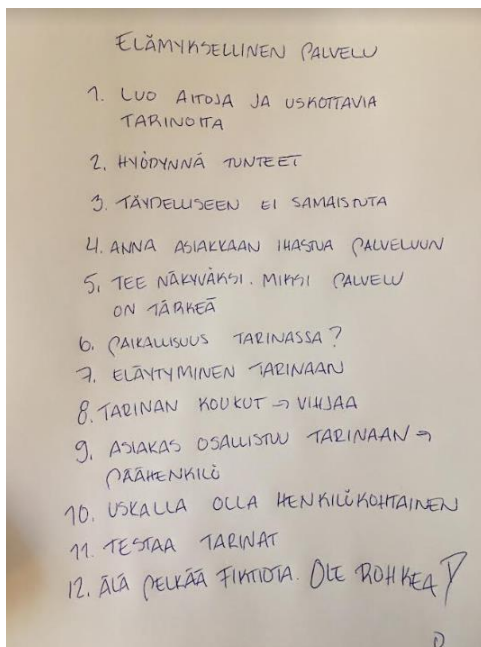 ELÄMYKSELLINEN PALVELU
1. LUO AITOJA JA USKOTTAVIA
TARINOITA
2. HYÖDYNNÄ TUNTEET
3. TÄYDELLISEEN EI SAMAISTUTA
4. ANNA ASIAKKAAN IHASTUA PALVELUUN
5. TEE NÄKYVÄKSI. MIKSI PALVELU
ON TÄRKEÄ
6. PAIKALLISUUS TARINASSA?
7. ELÄYTYMINEN TARINAAN
8. TARINAN KOUKUT → VIHJAA
9. ASIAKAS OSALLISTUU TARINAAN →
PÄÄHENKILÖ
10. USKALLA OLLA HENKILÖKOHTAINEN
11. TESTAA TARINAT
12. ÄLÄ PELKÄÄ FIKTIOTA. OLE ROHKEA!